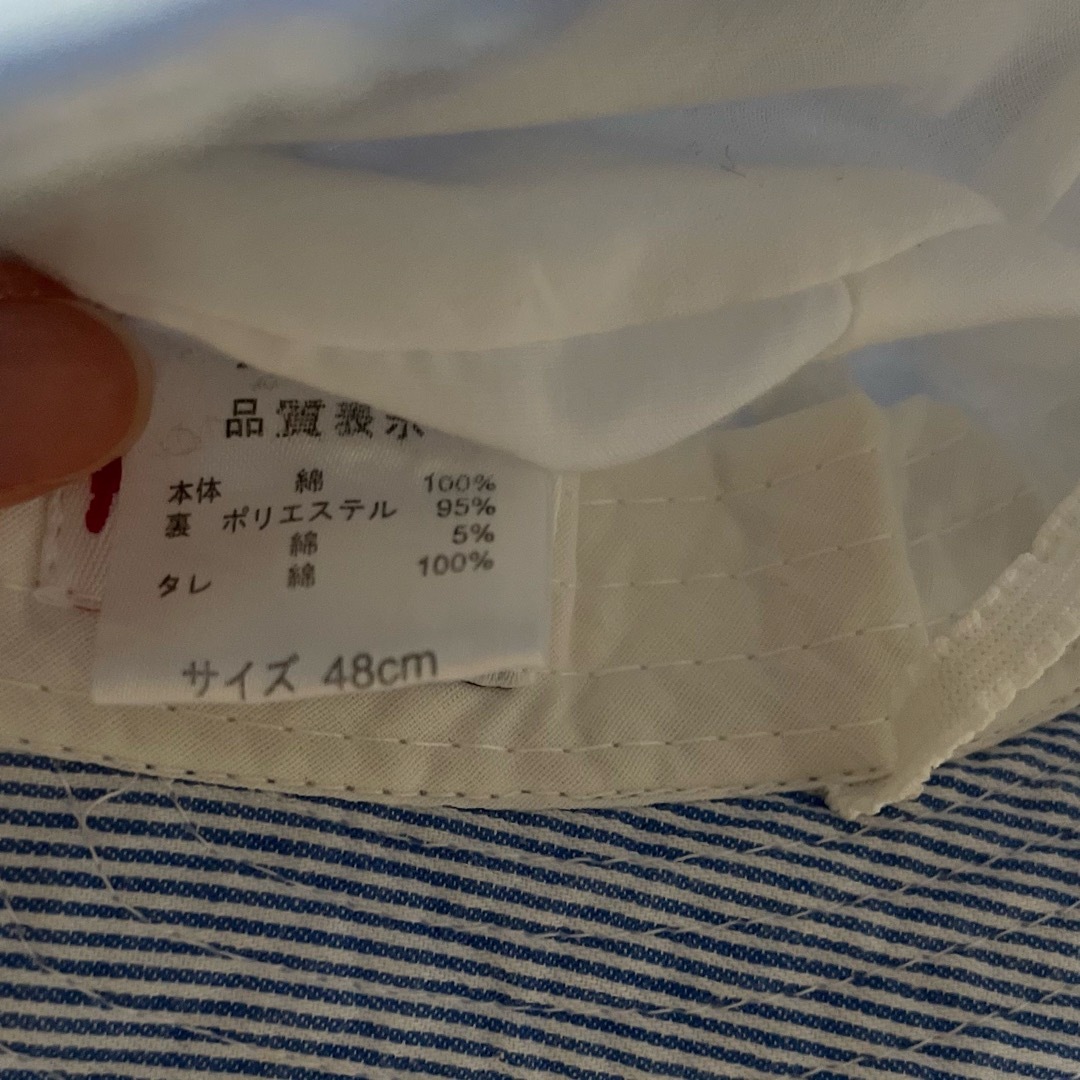 品質表示
本体 綿 100%
裏 ポリエステル 95%
綿 5%
タレ 綿 100%
サイズ 48cm